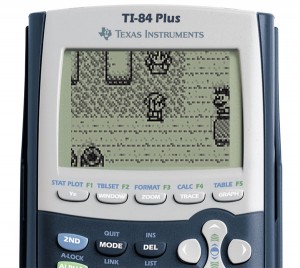 TI-84 Plus
TEXAS INSTRUMENTS
STAT PLOT F1 TBLSET F2 FORMAT F3 CALC F4 TABLE F5
Y= WINDOW ZOOM TRACE GRAPH
QUIT INS
2ND MODE DEL
A-LOCK LINK LIST
ALPHA